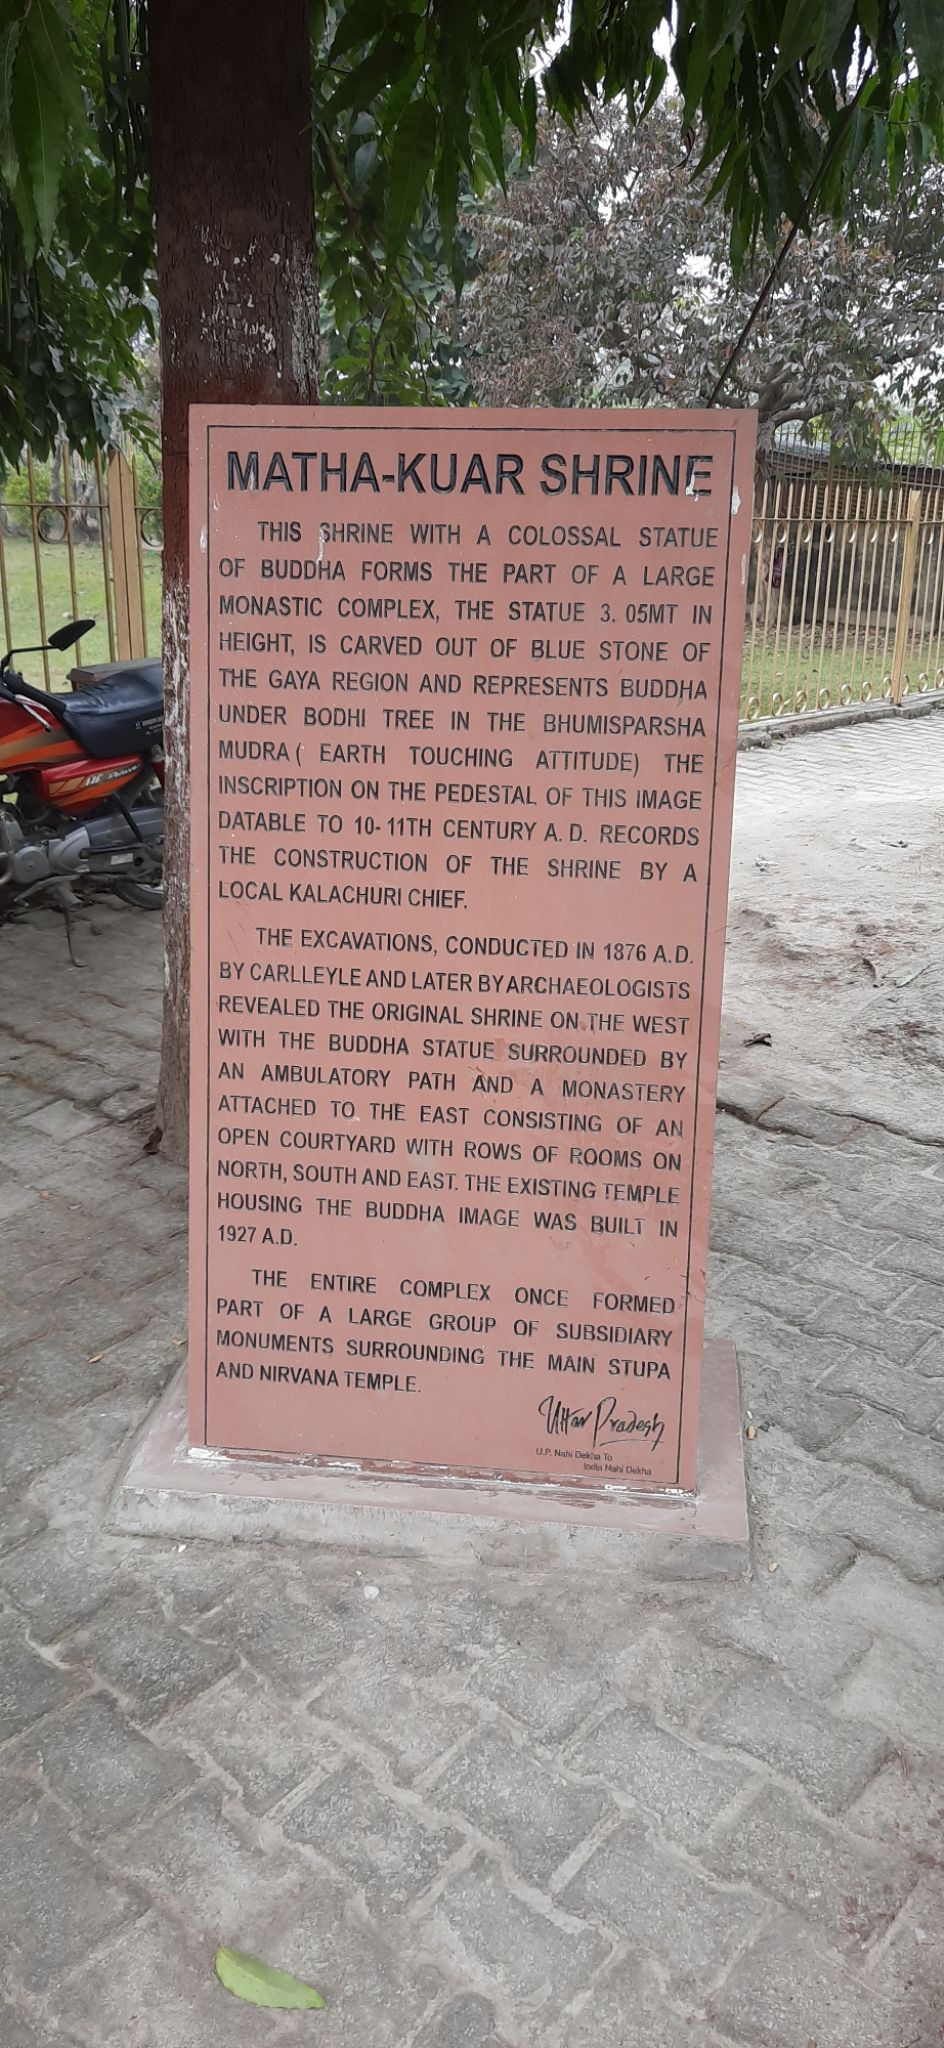 MATHA-KUAR SHRINE
THIS SHRINE WITH A COLOSSAL STATUE
OF BUDDHA FORMS THE PART OF A LARGE
MONASTIC COMPLEX, THE STATUE 3. 05MT IN
HEIGHT, IS CARVED OUT OF BLUE STONE OF
THE GAYA REGION AND REPRESENTS BUDDHA
UNDER BODHI TREE IN THE BHUMISPARSHA
MUDRA ( EARTH TOUCHING ATTITUDE) THE
INSCRIPTION ON THE PEDESTAL OF THIS IMAGE
DATABLE TO 10- 11TH CENTURY A. D. RECORDS
THE CONSTRUCTION OF THE SHRINE BY A
LOCAL KALACHURI CHIEF.
THE EXCAVATIONS, CONDUCTED IN 1876 A.D.
BY CARLLEYLE AND LATER BY ARCHAEOLOGISTS
REVEALED THE ORIGINAL SHRINE ON THE WEST
WITH THE BUDDHA STATUE SURROUNDED BY
AN AMBULATORY PATH AND A MONASTERY
ATTACHED TO THE EAST CONSISTING OF AN
OPEN COURTYARD WITH ROWS OF ROOMS ON
NORTH, SOUTH AND EAST. THE EXISTING TEMPLE
HOUSING THE BUDDHA IMAGE WAS BUILT IN
1927 A.D.
THE ENTIRE COMPLEX ONCE FORMED
PART OF A LARGE GROUP OF SUBSIDIARY
MONUMENTS SURROUNDING THE MAIN STUPA
AND NIRVANA TEMPLE.
Uttar Pradesh
U.P. Nahi Dekha To
India Nahi Dekha